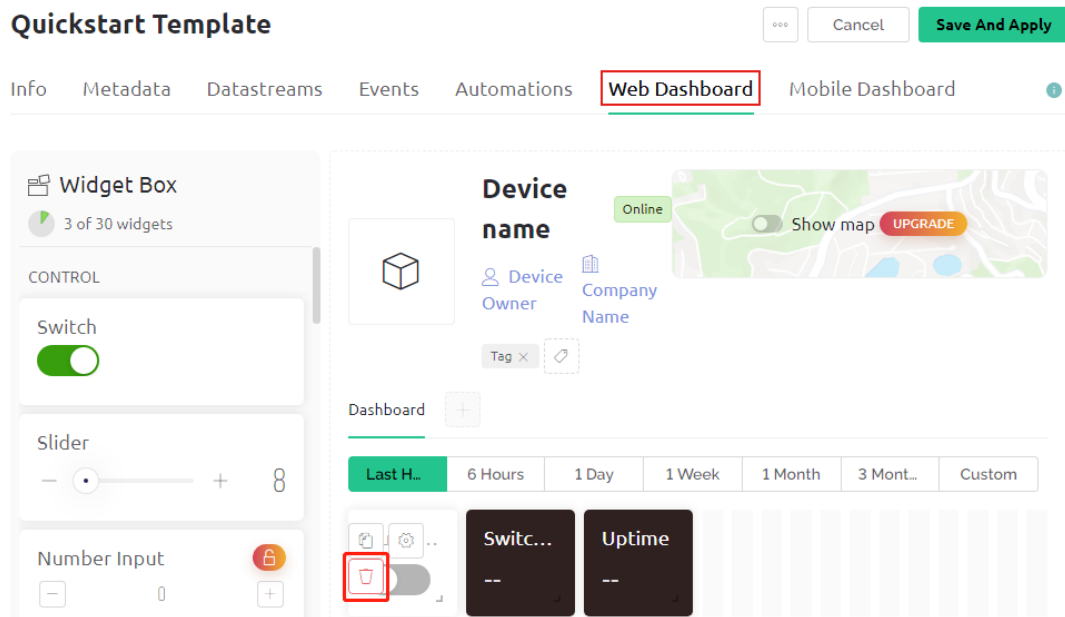 Quickstart Template
Cancel
Save And Apply
Info Metadata Datastreams Events Automations Web Dashboard Mobile Dashboard
Widget Box
3 of 30 widgets
CONTROL
Switch
Slider
8
Number Input
0
Device
name
Online
Device
Owner
Company
Name
Tag
Show map UPGRADE
Dashboard
Last H... 6 Hours 1 Day 1 Week 1 Month 3 Mont... Custom
Switc...
--
Uptime
--